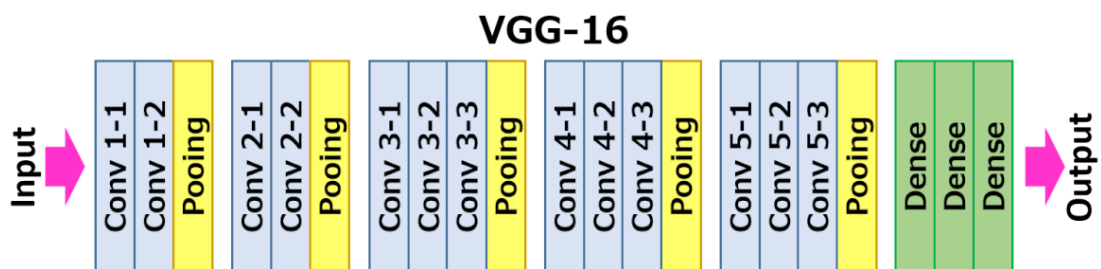 VGG-16
Input
Conv 1-1
Conv 1-2
Pooing
Conv 2-1
Conv 2-2
Pooing
Conv 3-1
Conv 3-2
Conv 3-3
Pooing
Conv 4-1
Conv 4-2
Conv 4-3
Pooing
Conv 5-1
Conv 5-2
Conv 5-3
Pooing
Dense
Dense
Dense
Output